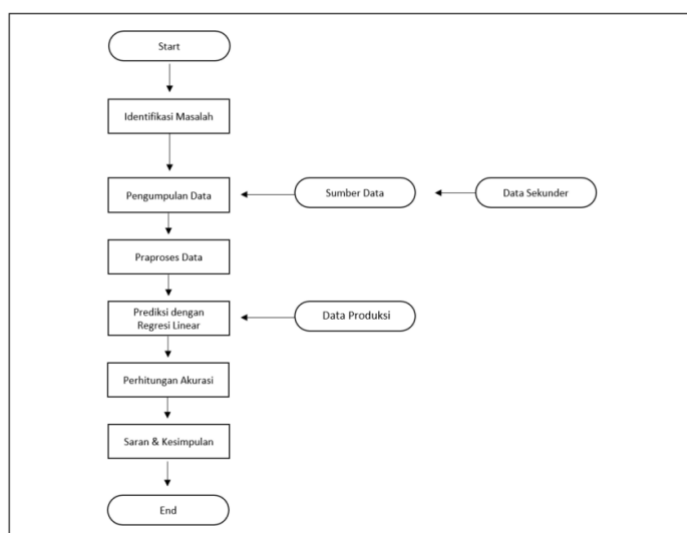 Start
Identifikasi Masalah
Pengumpulan Data
Sumber Data
Data Sekunder
Praproses Data
Prediksi dengan
Regresi Linear
Data Produksi
Perhitungan Akurasi
Saran & Kesimpulan
End